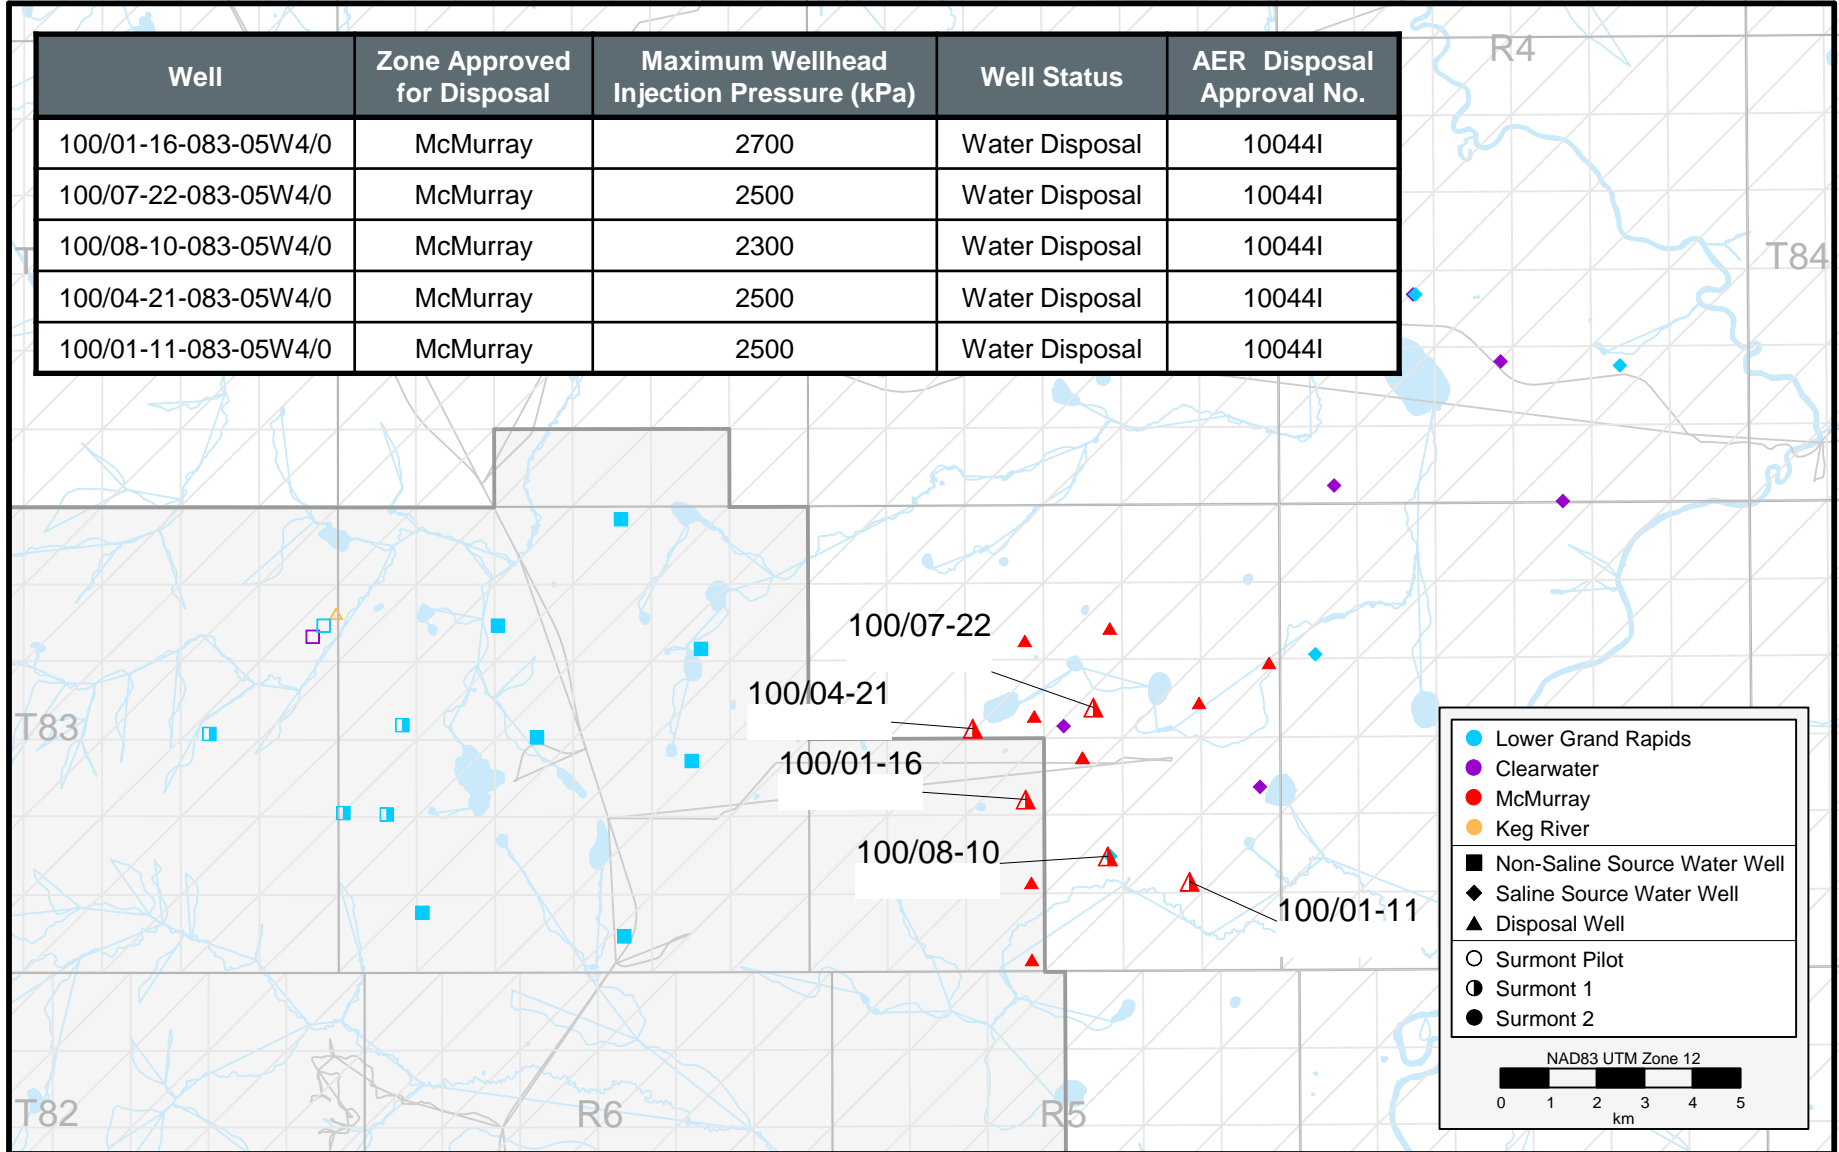 Well
Zone Approved for Disposal
Maximum Wellhead Injection Pressure (kPa)
Well Status
AER Disposal Approval No.
100/01-16-083-05W4/0 McMurray 2700 Water Disposal 10044I
100/07-22-083-05W4/0 McMurray 2500 Water Disposal 10044I
100/08-10-083-05W4/0 McMurray 2300 Water Disposal 10044I
100/04-21-083-05W4/0 McMurray 2500 Water Disposal 10044I
100/01-11-083-05W4/0 McMurray 2500 Water Disposal 10044I
R4
T84
100/07-22
100/04-21
T83
100/01-16
100/08-10
100/01-11
T82
R6
R5
Lower Grand Rapids
Clearwater
McMurray
Keg River
Non-Saline Source Water Well
Saline Source Water Well
Disposal Well
Surmont Pilot
Surmont 1
Surmont 2
NAD83 UTM Zone 12
0 1 2 3 4 5
km